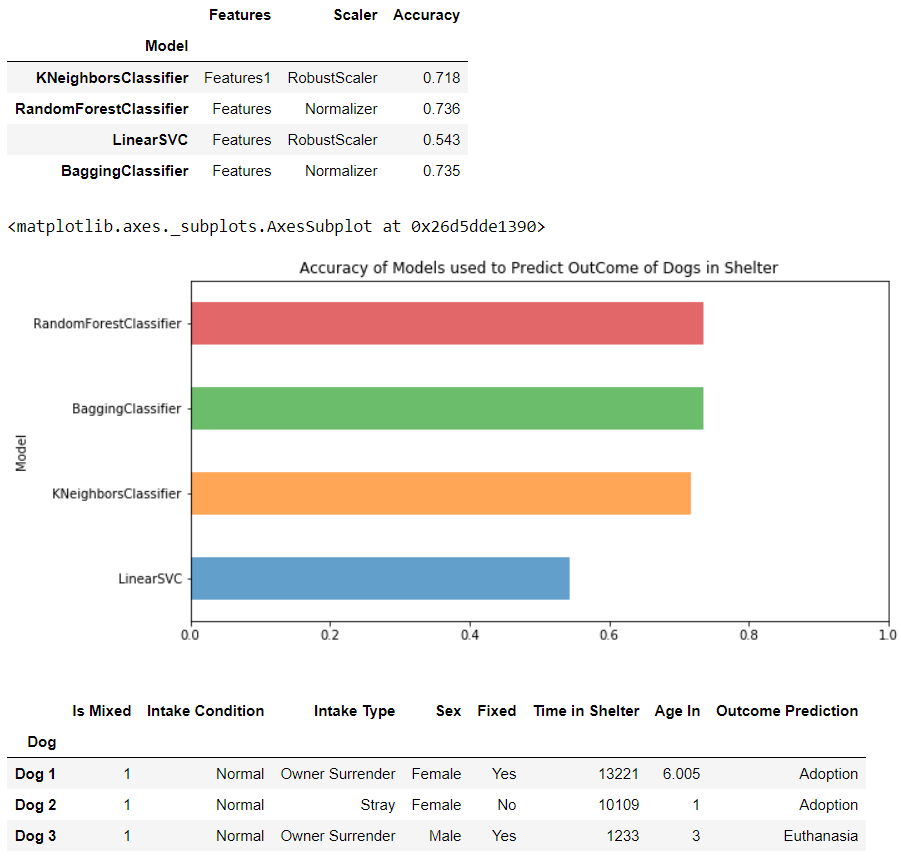 Features Scaler Accuracy
Model
KNeighborsClassifier Features1 RobustScaler 0.718
RandomForestClassifier Features Normalizer 0.736
LinearSVC Features RobustScaler 0.543
BaggingClassifier Features Normalizer 0.735
<matplotlib.axes._subplots.AxesSubplot at 0x26d5dde1390>
Accuracy of Models used to Predict OutCome of Dogs in Shelter
RandomForestClassifier
BaggingClassifier
Model
KNeighborsClassifier
LinearSVC
0.0 0.2 0.4 0.6 0.8 1.0
Is Mixed Intake Condition Intake Type Sex Fixed Time in Shelter Age In Outcome Prediction
Dog
Dog 1 1 Normal Owner Surrender Female Yes 13221 6.005 Adoption
Dog 2 1 Normal Stray Female No 10109 1 Adoption
Dog 3 1 Normal Owner Surrender Male Yes 1233 3 Euthanasia